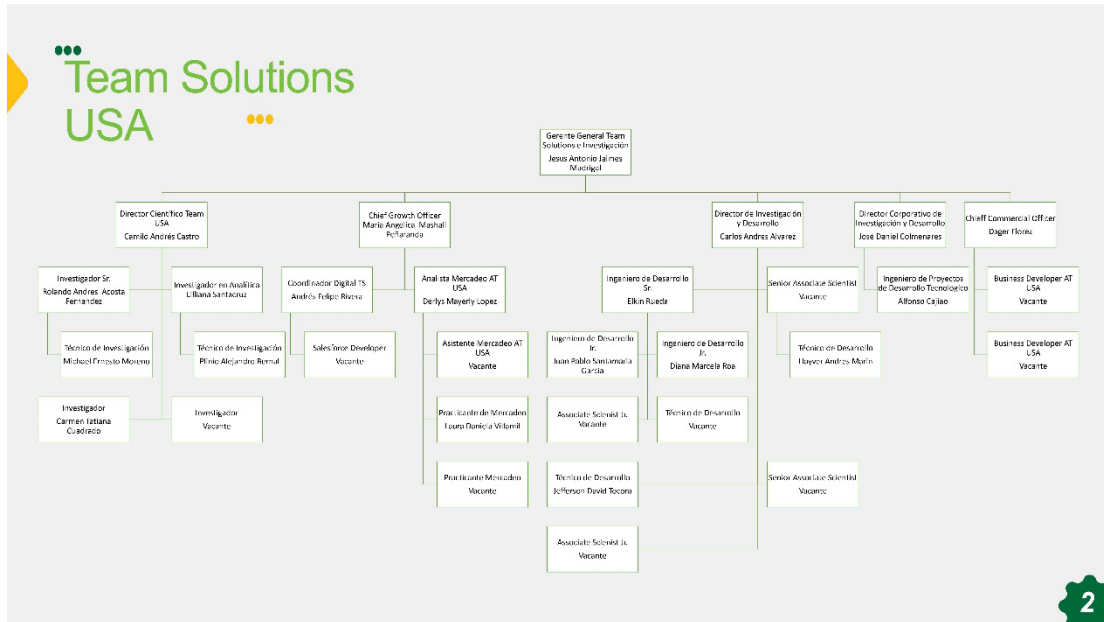 Team Solutions
USA
Gerente General Team
Solutions e Investigación
Jesus Antonio Jaimes
Madrigal
Director Científico Team
USA
Camilo Andrés Castro
Chief Growth Officer
Maria Angelica Mashali
Peñaranda
Director de Investigación
y Desarrollo
Carlos Andres Alvarez
Director Corporativo de
Investigación y Desarrollo
José Daniel Colmenares
Chieff Commercial Officer
Dager Florez
Investigador Sr.
Rolando Andres Acosta
Fernandez
Investigador en Analítica
Lilliana Santacruz
Coordinador Digital TS
Andrés Felipe Rivera
Analista Mercadeo AT
USA
Derlys Mayerly Lopez
Ingeniero de Desarrollo
Sr.
Elkin Rueda
Senior Associate Scientist
Vacante
Ingeniero de Proyectos
de Desarrollo Tecnológico
Alfonso Cajiao
Business Developer AT
USA
Vacante
Técnico de Investigación
Michael Ernesto Moreno
Técnico de Investigación
Plinio Alejandro Bernal
Salesforce Developer
Vacante
Asistente Mercadeo AT
USA
Vacante
Ingeniero de Desarrollo
Jr.
Juan Pablo Santamaría
Garcia
Ingeniero de Desarrollo
Jr.
Diana Marcela Roa
Técnico de Desarrollo
Hayver Andres Marin
Business Developer AT
USA
Vacante
Investigador
Carmen Tatiana
Cuadrado
Investigador
Vacante
Practicante de Mercadeo
Laura Daniela Villamil
Associate Scienist Jr.
Vacante
Técnico de Desarrollo
Vacante
Practicante Mercadeo
Vacante
Técnico de Desarrollo
Jefferson David Tocora
Senior Associate Scientist
Vacante
Associate Scienist Jr.
Vacante
2